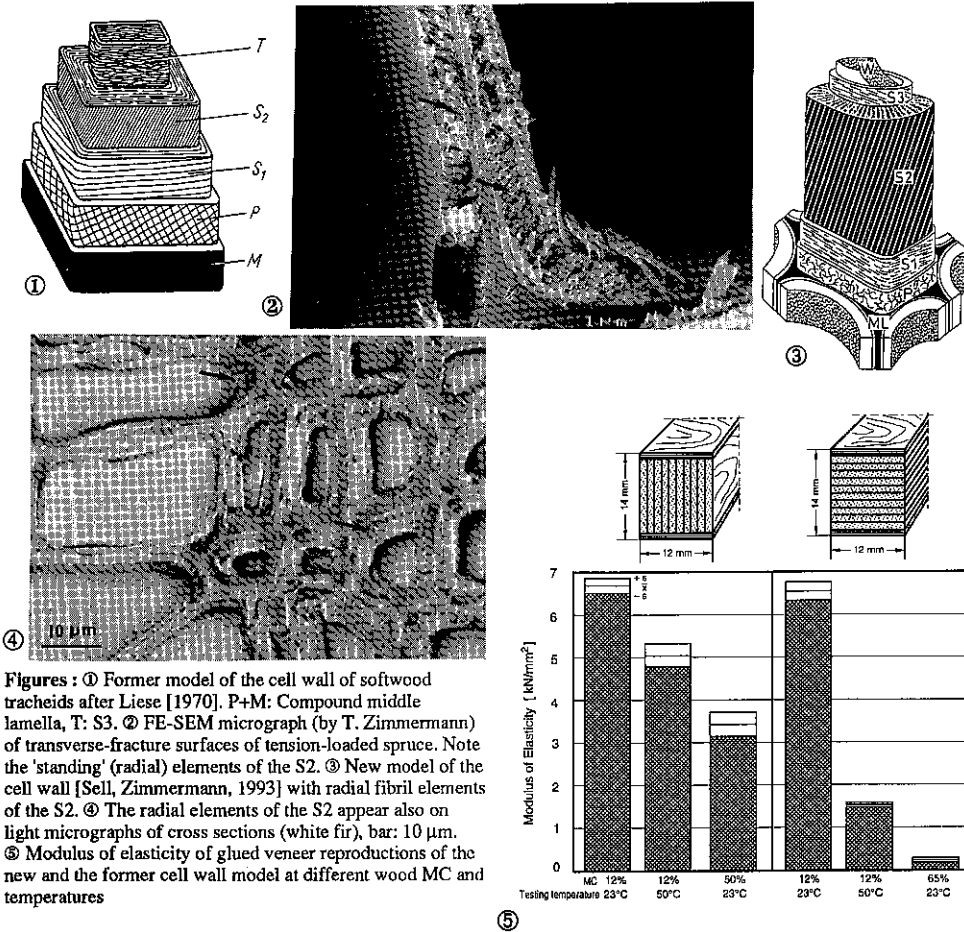 T
S2
S1
P
M
①
②
W
S3
S2
S1
P
ML
③
10 µm
④
14 mm
12 mm
14 mm
12 mm
Figures : ① Former model of the cell wall of softwood
tracheids after Liese [1970]. P+M: Compound middle
lamella, T: S3. ② FE-SEM micrograph (by T. Zimmermann)
of transverse-fracture surfaces of tension-loaded spruce. Note
the 'standing' (radial) elements of the S2. ③ New model of the
cell wall [Sell, Zimmermann, 1993] with radial fibril elements
of the S2. ④ The radial elements of the S2 appear also on
light micrographs of cross sections (white fir), bar: 10 µm.
⑤ Modulus of elasticity of glued veneer reproductions of the
new and the former cell wall model at different wood MC and
temperatures
Modulus of Elasticity [ kN/mm²]
7
6
5
4
3
2
1
0
+ s
x
- s
MC 12% 12% 50% 12% 12% 65%
Testing temperature 23°C 50°C 23°C 23°C 50°C 23°C
⑤